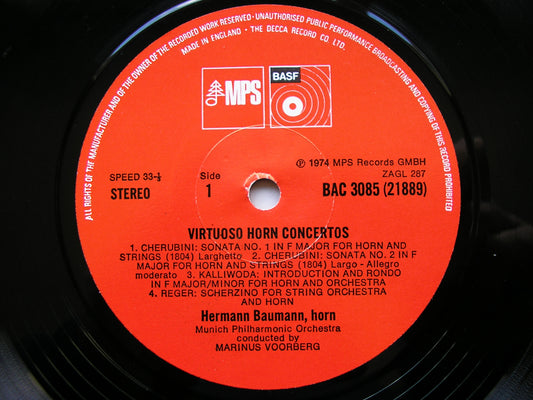 ALL RIGHTS OF THE MANUFACTURER AND OF THE OWNER OF THE RECORDED WORK RESERVED · UNAUTHORISED PUBLIC PERFORMANCE BROADCASTING AND COPYING OF THIS RECORD PROHIBITED
MADE IN ENGLAND · THE DECCA RECORD CO. LTD.
MPS
BASF
SPEED 33⅓
STEREO
Side
1
℗ 1974 MPS Records GMBH
ZAGL 287
BAC 3085 (21889)
VIRTUOSO HORN CONCERTOS
1. CHERUBINI: SONATA NO. 1 IN F MAJOR FOR HORN AND
STRINGS (1804) Larghetto 2. CHERUBINI: SONATA NO. 2 IN F
MAJOR FOR HORN AND STRINGS (1804) Largo - Allegro
moderato 3. KALLIWODA: INTRODUCTION AND RONDO
IN F MAJOR/MINOR FOR HORN AND ORCHESTRA
4. REGER: SCHERZINO FOR STRING ORCHESTRA
AND HORN
Hermann Baumann, horn
Munich Philharmonic Orchestra
conducted by
MARINUS VOORBERG